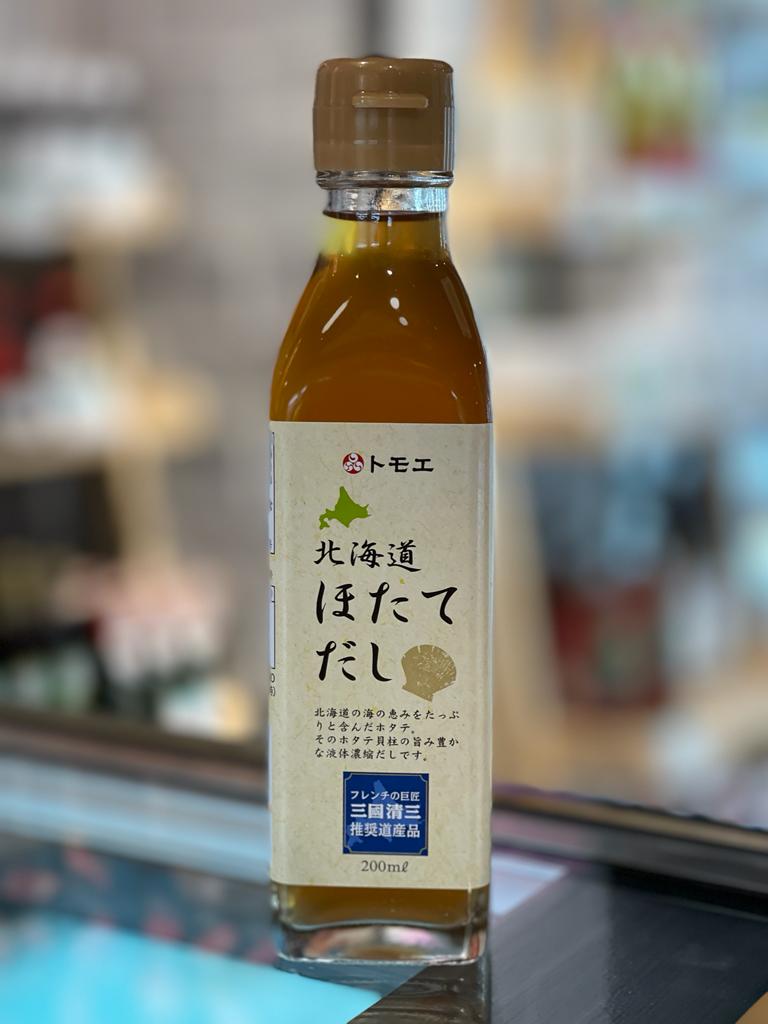 トモエ
北海道
ほたて
だし
北海道の海の恵みをたっぷ
りと含んだホタテ。
そのホタテ貝柱の旨み豊か
な液体濃縮だしです。
フレンチの巨匠
三國清三
推奨道産品
200mℓ